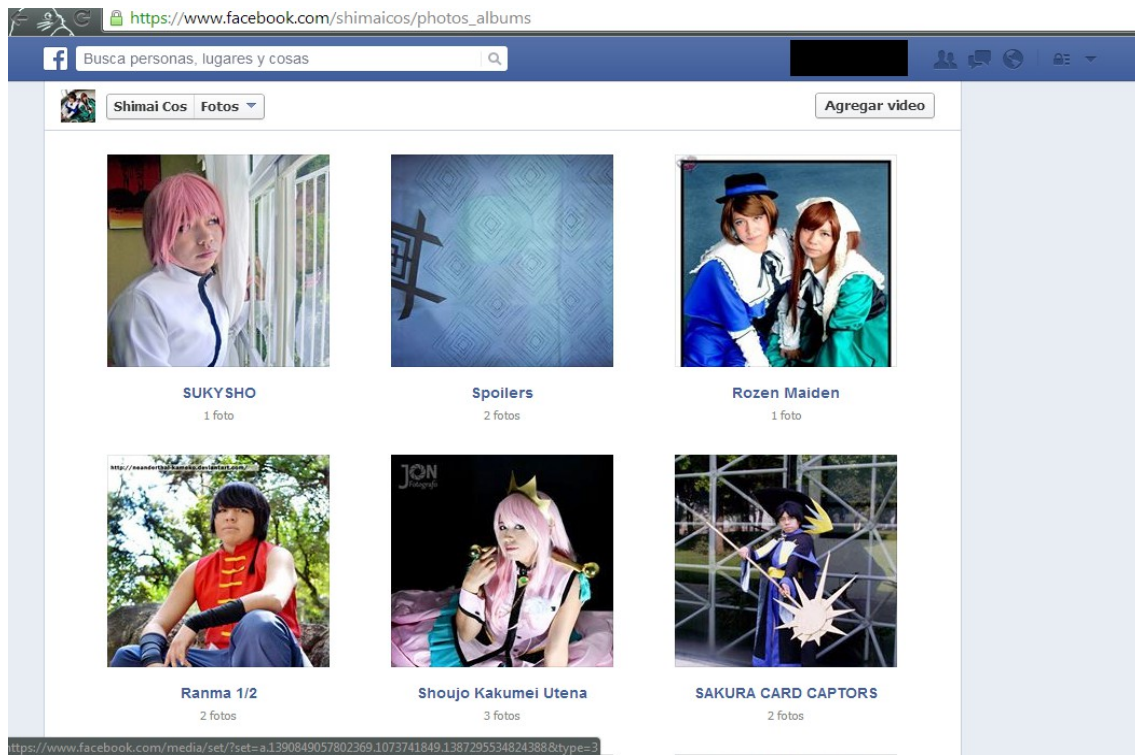 https://www.facebook.com/shimaicos/photos_albums
f Busca personas, lugares y cosas
Shimai Cos Fotos
Agregar video
SUKYSHO
1 foto
Spoilers
2 fotos
Rozen Maiden
1 foto
http://neanderthal-kameko.deviantart.com/
JON
Fotografo
Ranma 1/2
2 fotos
Shoujo Kakumei Utena
3 fotos
SAKURA CARD CAPTORS
2 fotos
https://www.facebook.com/media/set/?set=a.1390849057802369.1073741849.1387295534824388&type=3